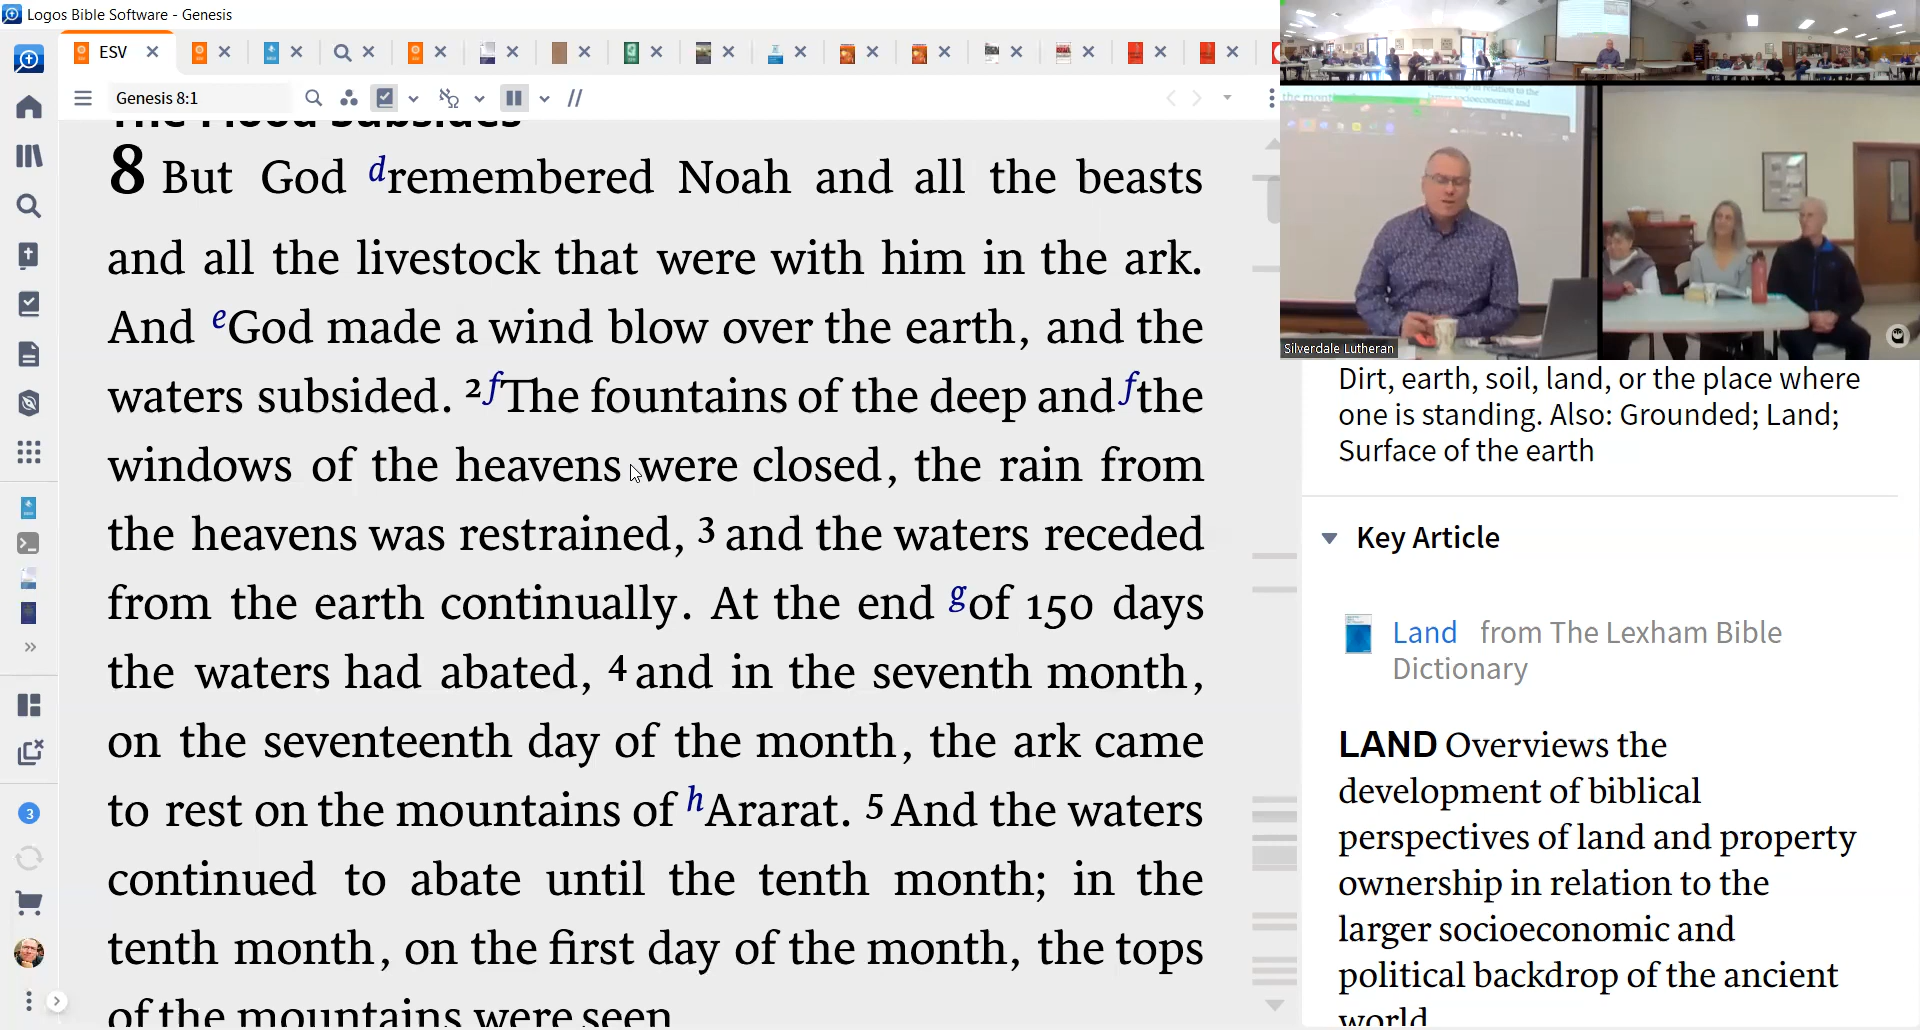 Logos Bible Software - Genesis
ESV
Genesis 8:1
The Flood Subsides
8 But God dremembered Noah and all the beasts
and all the livestock that were with him in the ark.
And eGod made a wind blow over the earth, and the
waters subsided. 2 fThe fountains of the deep and fthe
windows of the heavens were closed, the rain from
the heavens was restrained, 3 and the waters receded
from the earth continually. At the end gof 150 days
the waters had abated, 4 and in the seventh month,
on the seventeenth day of the month, the ark came
to rest on the mountains of hArarat. 5 And the waters
continued to abate until the tenth month; in the
tenth month, on the first day of the month, the tops
of the mountains were seen
3
the month
larger socioeconomic and
Silverdale Lutheran
Dirt, earth, soil, land, or the place where
one is standing. Also: Grounded; Land;
Surface of the earth
Key Article
Land from The Lexham Bible
Dictionary
LAND Overviews the
development of biblical
perspectives of land and property
ownership in relation to the
larger socioeconomic and
political backdrop of the ancient
world